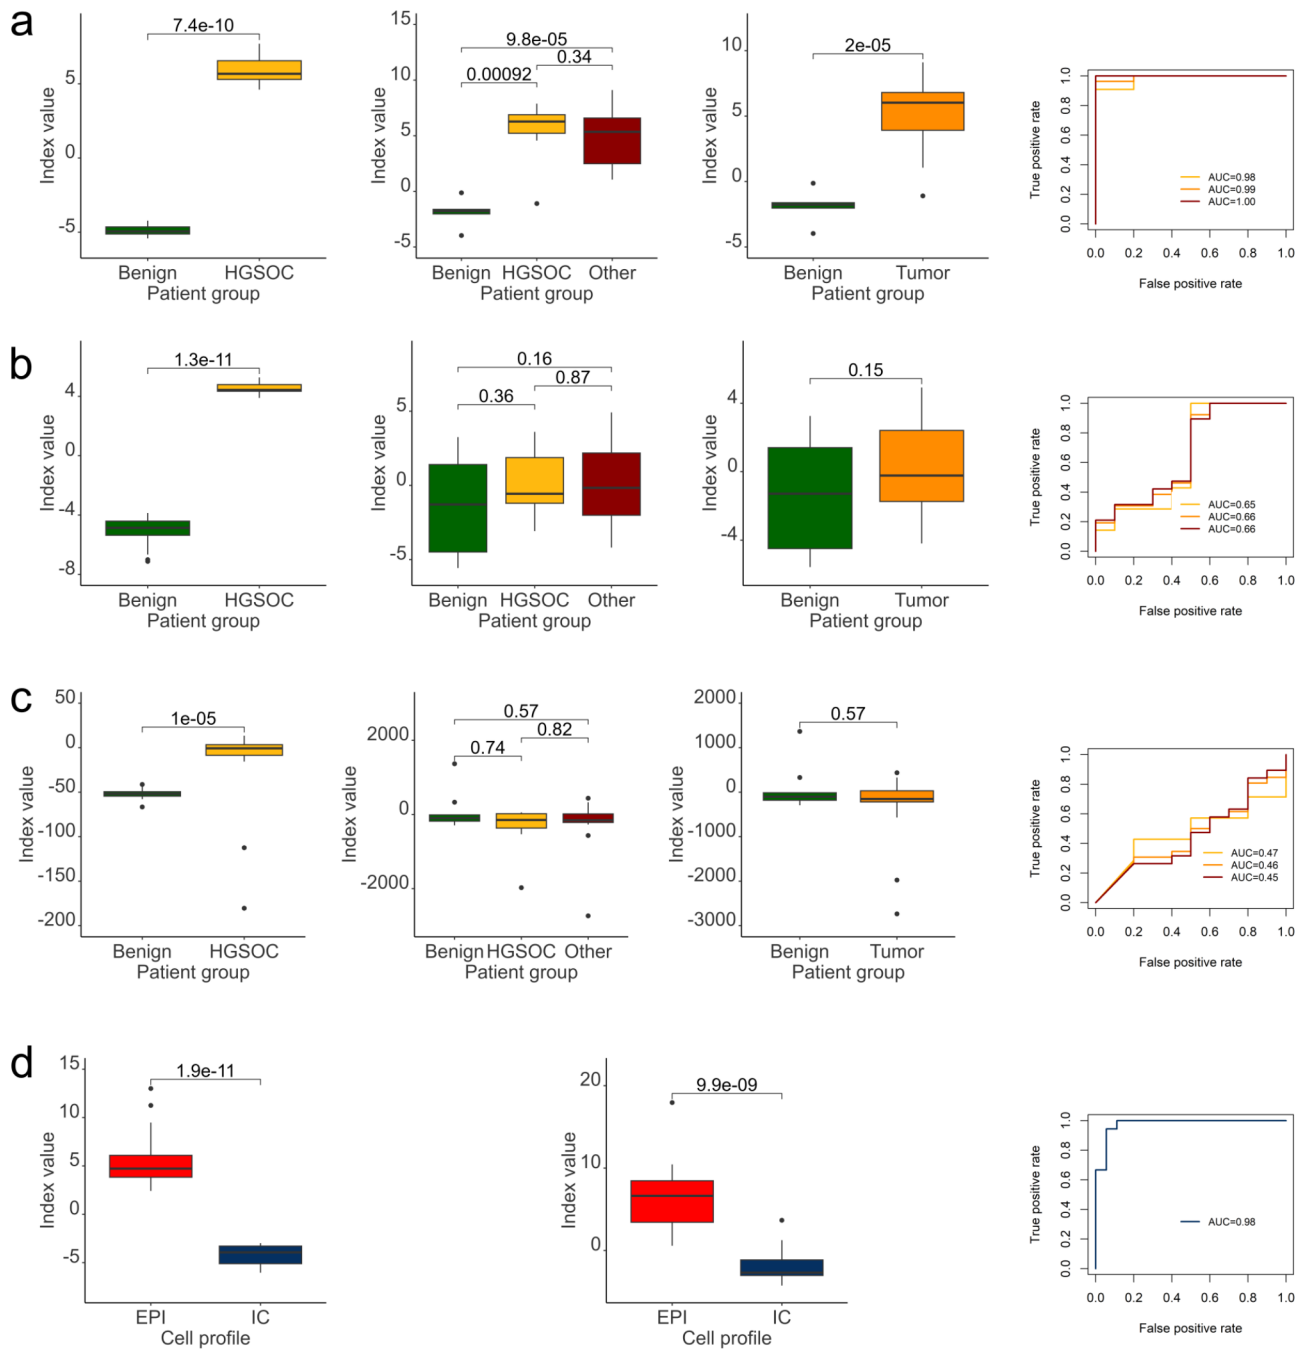 a
7.4e-10
5
0
-5
Index value
Benign HGSOC
Patient group
15
10
5
0
-5
Index value
9.8e-05
0.34
0.00092
Benign HGSOC Other
Patient group
10
5
0
-5
Index value
2e-05
Benign Tumor
Patient group
1.0
0.8
0.6
0.4
0.2
0.0
True positive rate
AUC=0.98
AUC=0.99
AUC=1.00
0.0 0.2 0.4 0.6 0.8 1.0
False positive rate
b
1.3e-11
4
0
-4
-8
Index value
Benign HGSOC
Patient group
5
0
-5
Index value
0.16
0.87
0.36
Benign HGSOC Other
Patient group
4
0
-4
Index value
0.15
Benign Tumor
Patient group
1.0
0.8
0.6
0.4
0.2
0.0
True positive rate
AUC=0.65
AUC=0.66
AUC=0.66
0.0 0.2 0.4 0.6 0.8 1.0
False positive rate
c
50
0
-50
-100
-150
-200
Index value
1e-05
Benign HGSOC
Patient group
2000
0
-2000
Index value
0.57
0.82
0.74
Benign HGSOC Other
Patient group
2000
1000
0
-1000
-2000
-3000
Index value
0.57
Benign Tumor
Patient group
1.0
0.8
0.6
0.4
0.2
0.0
True positive rate
AUC=0.47
AUC=0.46
AUC=0.45
0.0 0.2 0.4 0.6 0.8 1.0
False positive rate
d
15
10
5
0
-5
Index value
1.9e-11
EPI IC
Cell profile
20
10
0
Index value
9.9e-09
EPI IC
Cell profile
1.0
0.8
0.6
0.4
0.2
0.0
True positive rate
AUC=0.98
0.0 0.2 0.4 0.6 0.8 1.0
False positive rate